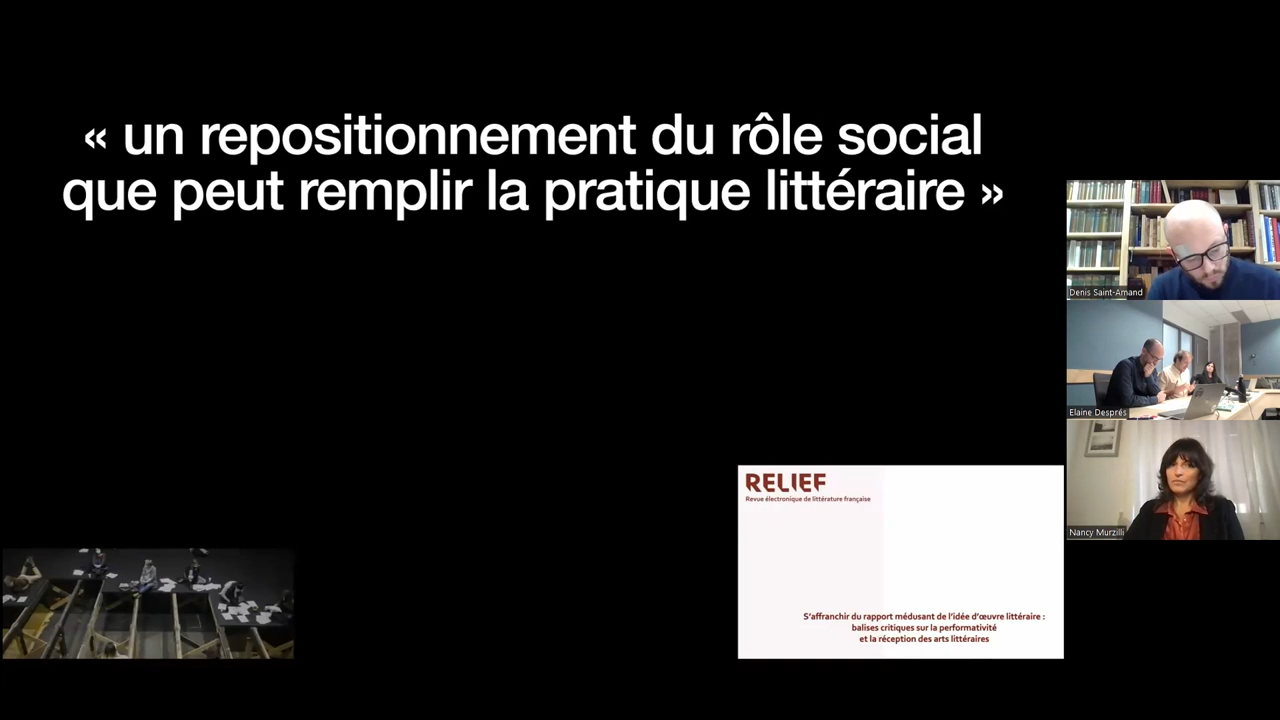 « un repositionnement du rôle social
que peut remplir la pratique littéraire »
Denis Saint-Amand
Elaine Després
Nancy Murzilli
RELIEF
Revue électronique de littérature française
S'affranchir du rapport médusant de l'idée d'œuvre littéraire :
balises critiques sur la performativité
et la réception des arts littéraires